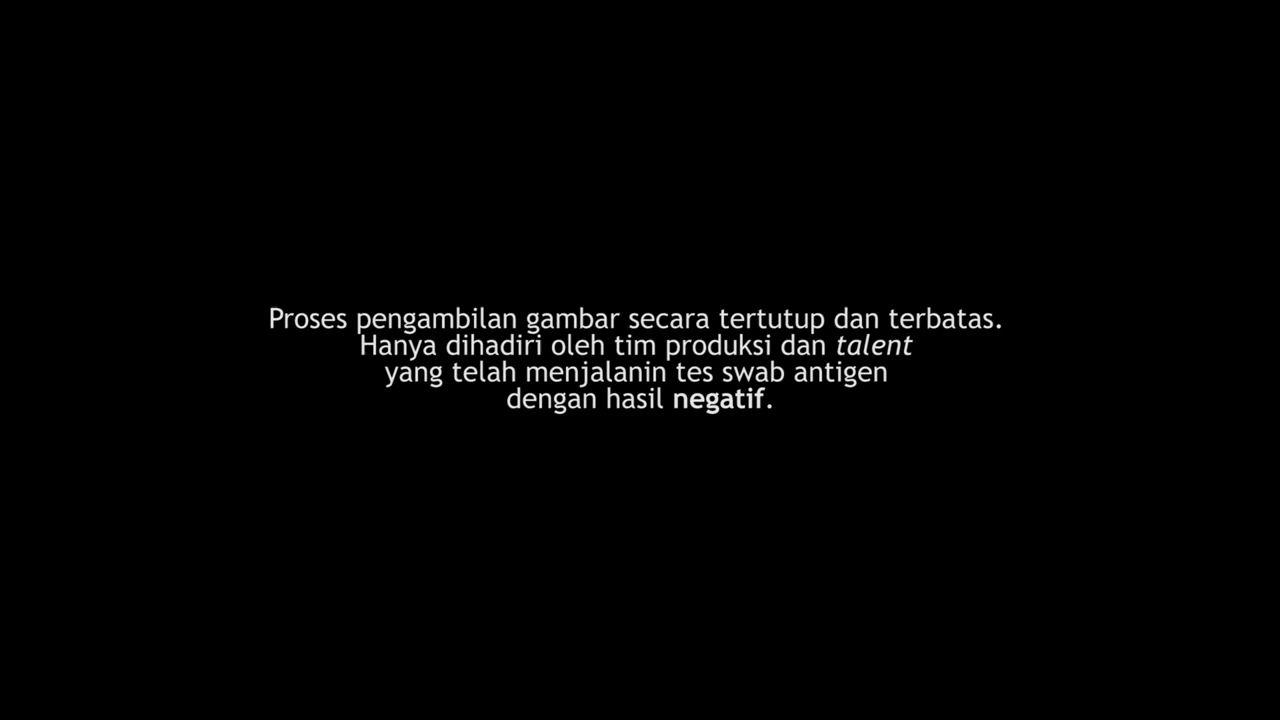 Proses pengambilan gambar secara tertutup dan terbatas.
Hanya dihadiri oleh tim produksi dan talent
yang telah menjalanin tes swab antigen
dengan hasil negatif.